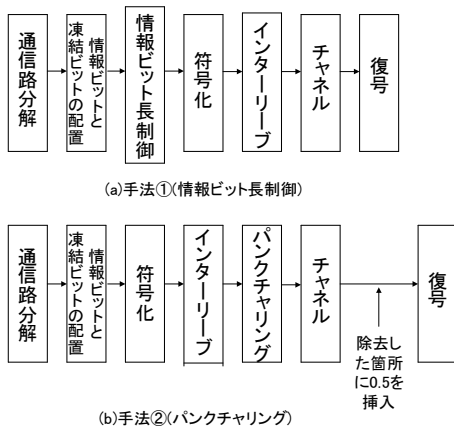 通信路分解
情報ビットと
凍結ビットの配置
情報ビット長制御
符号化
インターリーブ
チャネル
復号
(a)手法①(情報ビット長制御)
通信路分解
情報ビットと
凍結ビットの配置
符号化
インターリーブ
パンクチャリング
チャネル
復号
除去し
た箇所
に0.5を
挿入
(b)手法②(パンクチャリング)